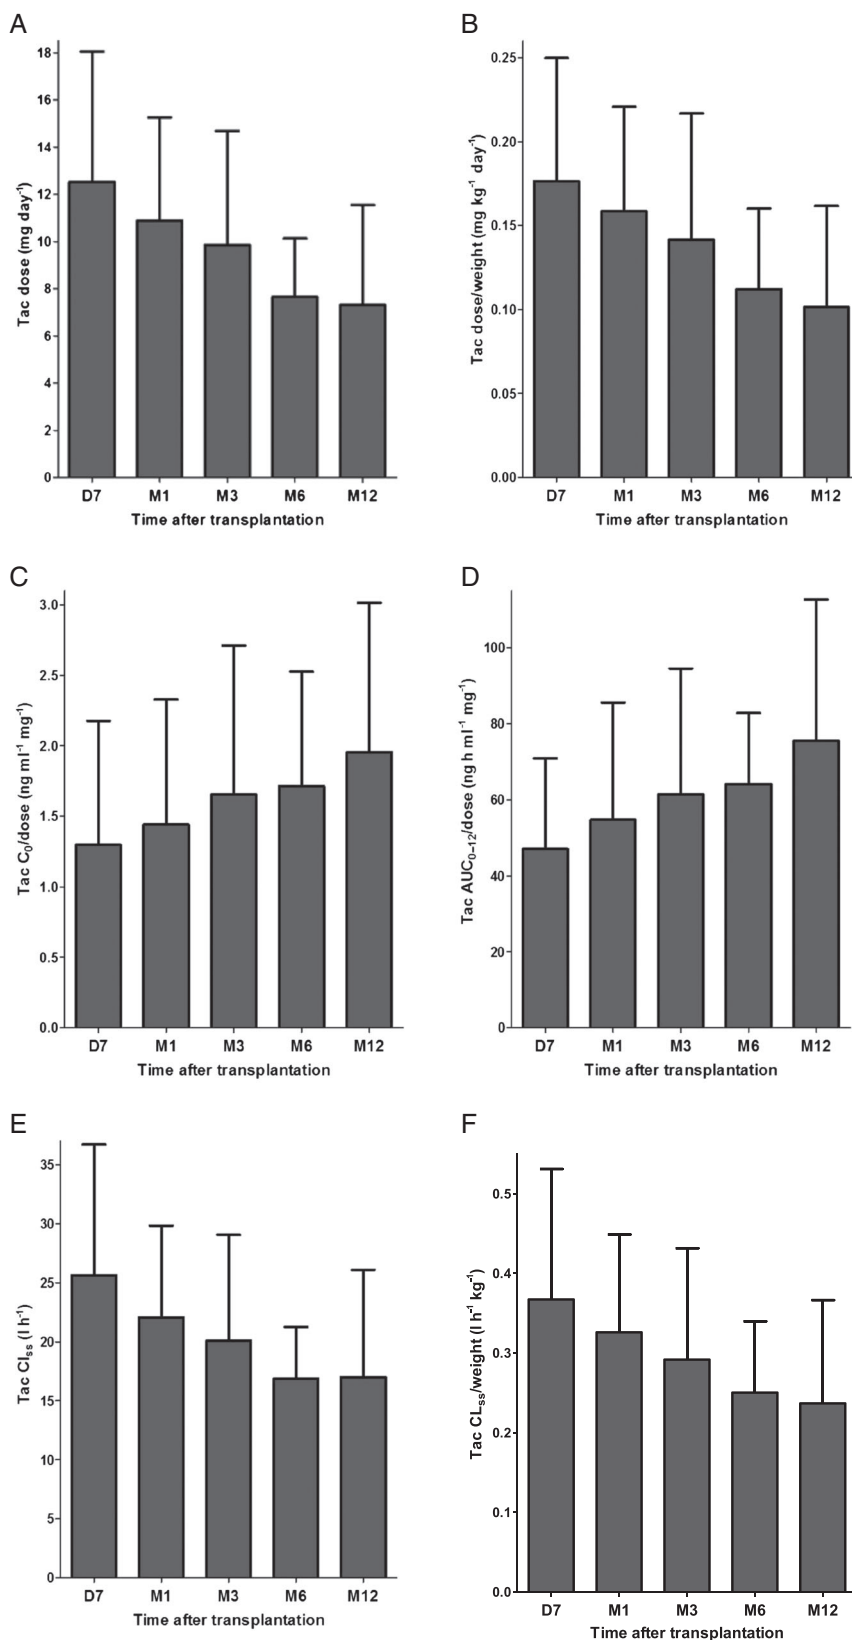 A
Tac dose (mg day⁻¹)
18
16
14
12
10
8
6
4
2
0
D7 M1 M3 M6 M12
Time after transplantation
B
Tac dose/weight (mg kg⁻¹ day⁻¹)
0.25
0.20
0.15
0.10
0.05
0.00
D7 M1 M3 M6 M12
Time after transplantation
C
Tac C₀/dose (ng ml⁻¹ mg⁻¹)
3.0
2.5
2.0
1.5
1.0
0.5
0.0
D7 M1 M3 M6 M12
Time after transplantation
D
Tac AUC₀₋₁₂/dose (ng h ml⁻¹ mg⁻¹)
100
80
60
40
20
0
D7 M1 M3 M6 M12
Time after transplantation
E
Tac Clₛₛ (l h⁻¹)
35
30
25
20
15
10
5
0
D7 M1 M3 M6 M12
Time after transplantation
F
Tac CLₛₛ/weight (l h⁻¹ kg⁻¹)
0.5
0.4
0.3
0.2
0.1
0.0
D7 M1 M3 M6 M12
Time after transplantation